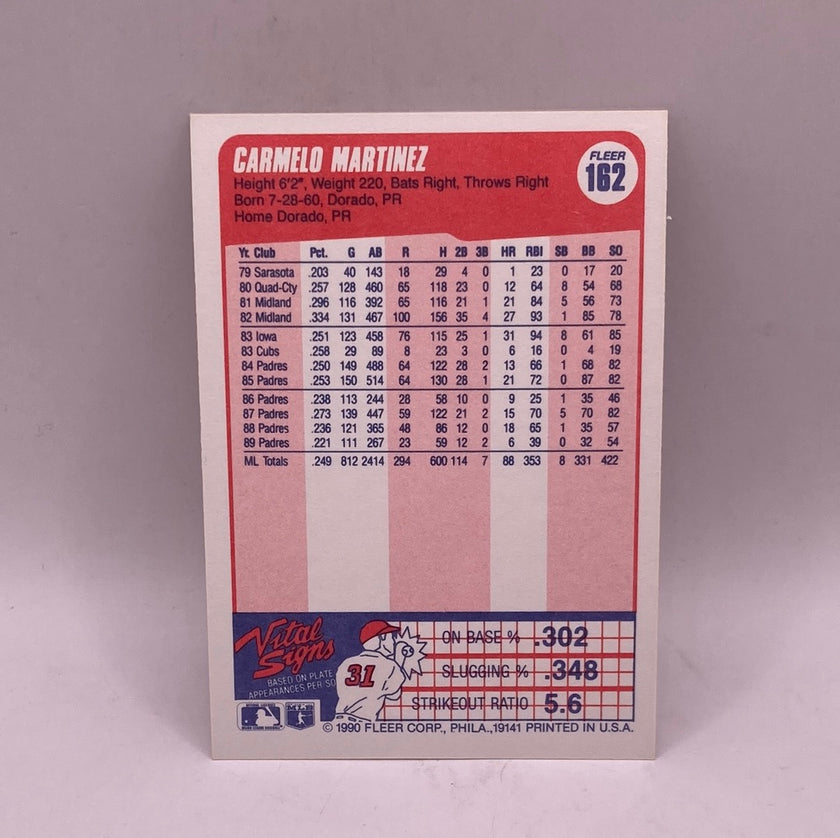 CARMELO MARTINEZ
FLEER
162
Height 6'2", Weight 220, Bats Right, Throws Right
Born 7-28-60, Dorado, PR
Home Dorado, PR
Yr. Club Pct. G AB R H 2B 3B HR RBI SB BB SO
79 Sarasota .203 40 143 18 29 4 0 1 23 0 17 20
80 Quad-Cty .257 128 460 65 118 23 0 12 64 8 54 68
81 Midland .296 116 392 65 116 21 1 21 84 5 56 73
82 Midland .334 131 467 100 156 35 4 27 93 1 85 78
83 Iowa .251 123 458 76 115 25 1 31 94 8 61 85
83 Cubs .258 29 89 8 23 3 0 6 16 0 4 19
84 Padres .250 149 488 64 122 28 2 13 66 1 68 82
85 Padres .253 150 514 64 130 28 1 21 72 0 87 82
86 Padres .238 113 244 28 58 10 0 9 25 1 35 46
87 Padres .273 139 447 59 122 21 2 15 70 5 70 82
88 Padres .236 121 365 48 86 12 0 18 65 1 35 57
89 Padres .221 111 267 23 59 12 2 6 39 0 32 54
ML Totals .249 812 2414 294 600 114 7 88 353 8 331 422
Vital
Signs
BASED ON PLATE
APPEARANCES PER SO
31
ON BASE % .302
SLUGGING % .348
STRIKEOUT RATIO 5.6
© 1990 FLEER CORP., PHILA.,19141 PRINTED IN U.S.A.